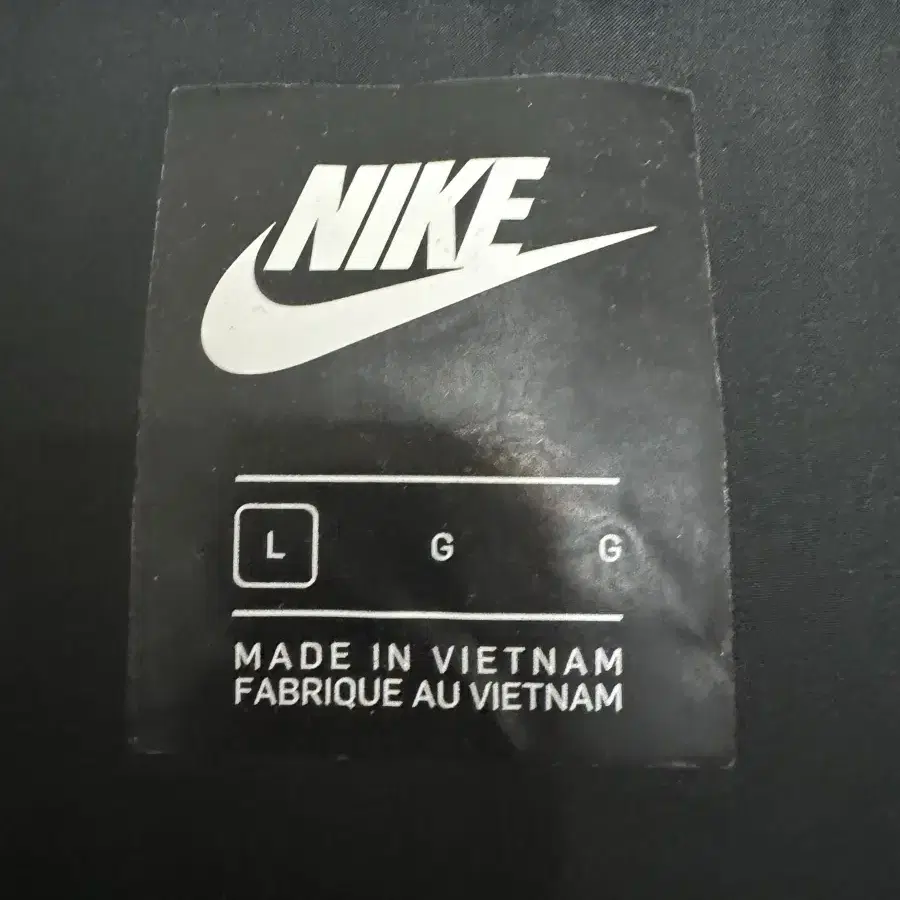 NIKE
L G G
MADE IN VIETNAM
FABRIQUE AU VIETNAM